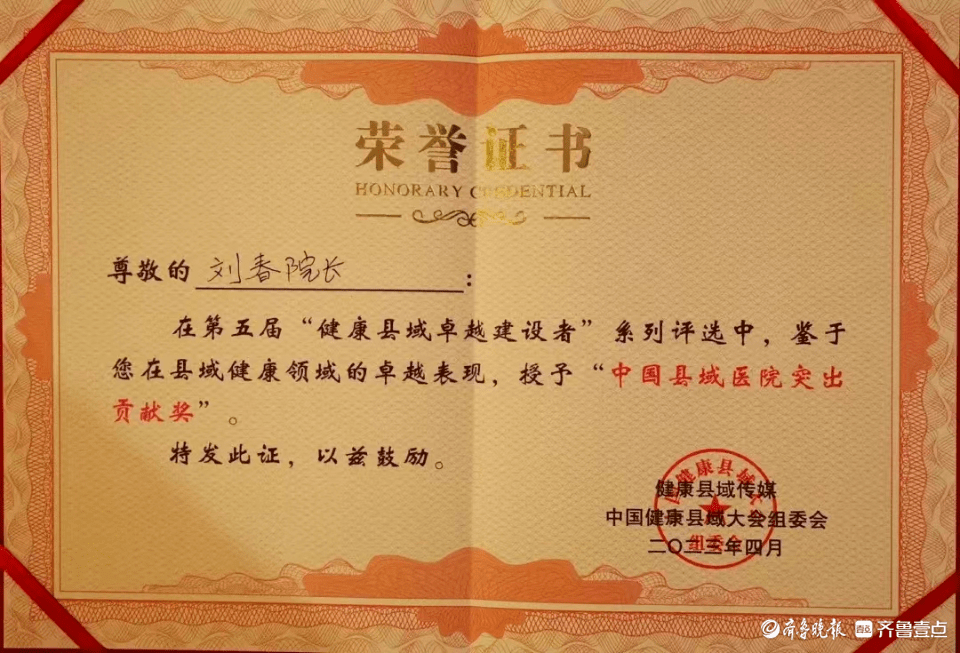 荣誉证书
HONORARY CREDENTIAL
尊敬的 刘春院长 :
在第五届“健康县域卓越建设者”系列评选中，鉴于
您在县域健康领域的卓越表现，授予“中国县域医院突出
贡献奖”。
特发此证，以兹鼓励。
健康县域传媒
中国健康县域大会组委会
二〇二三年四月
组委会
齐鲁晚报 齐鲁壹点